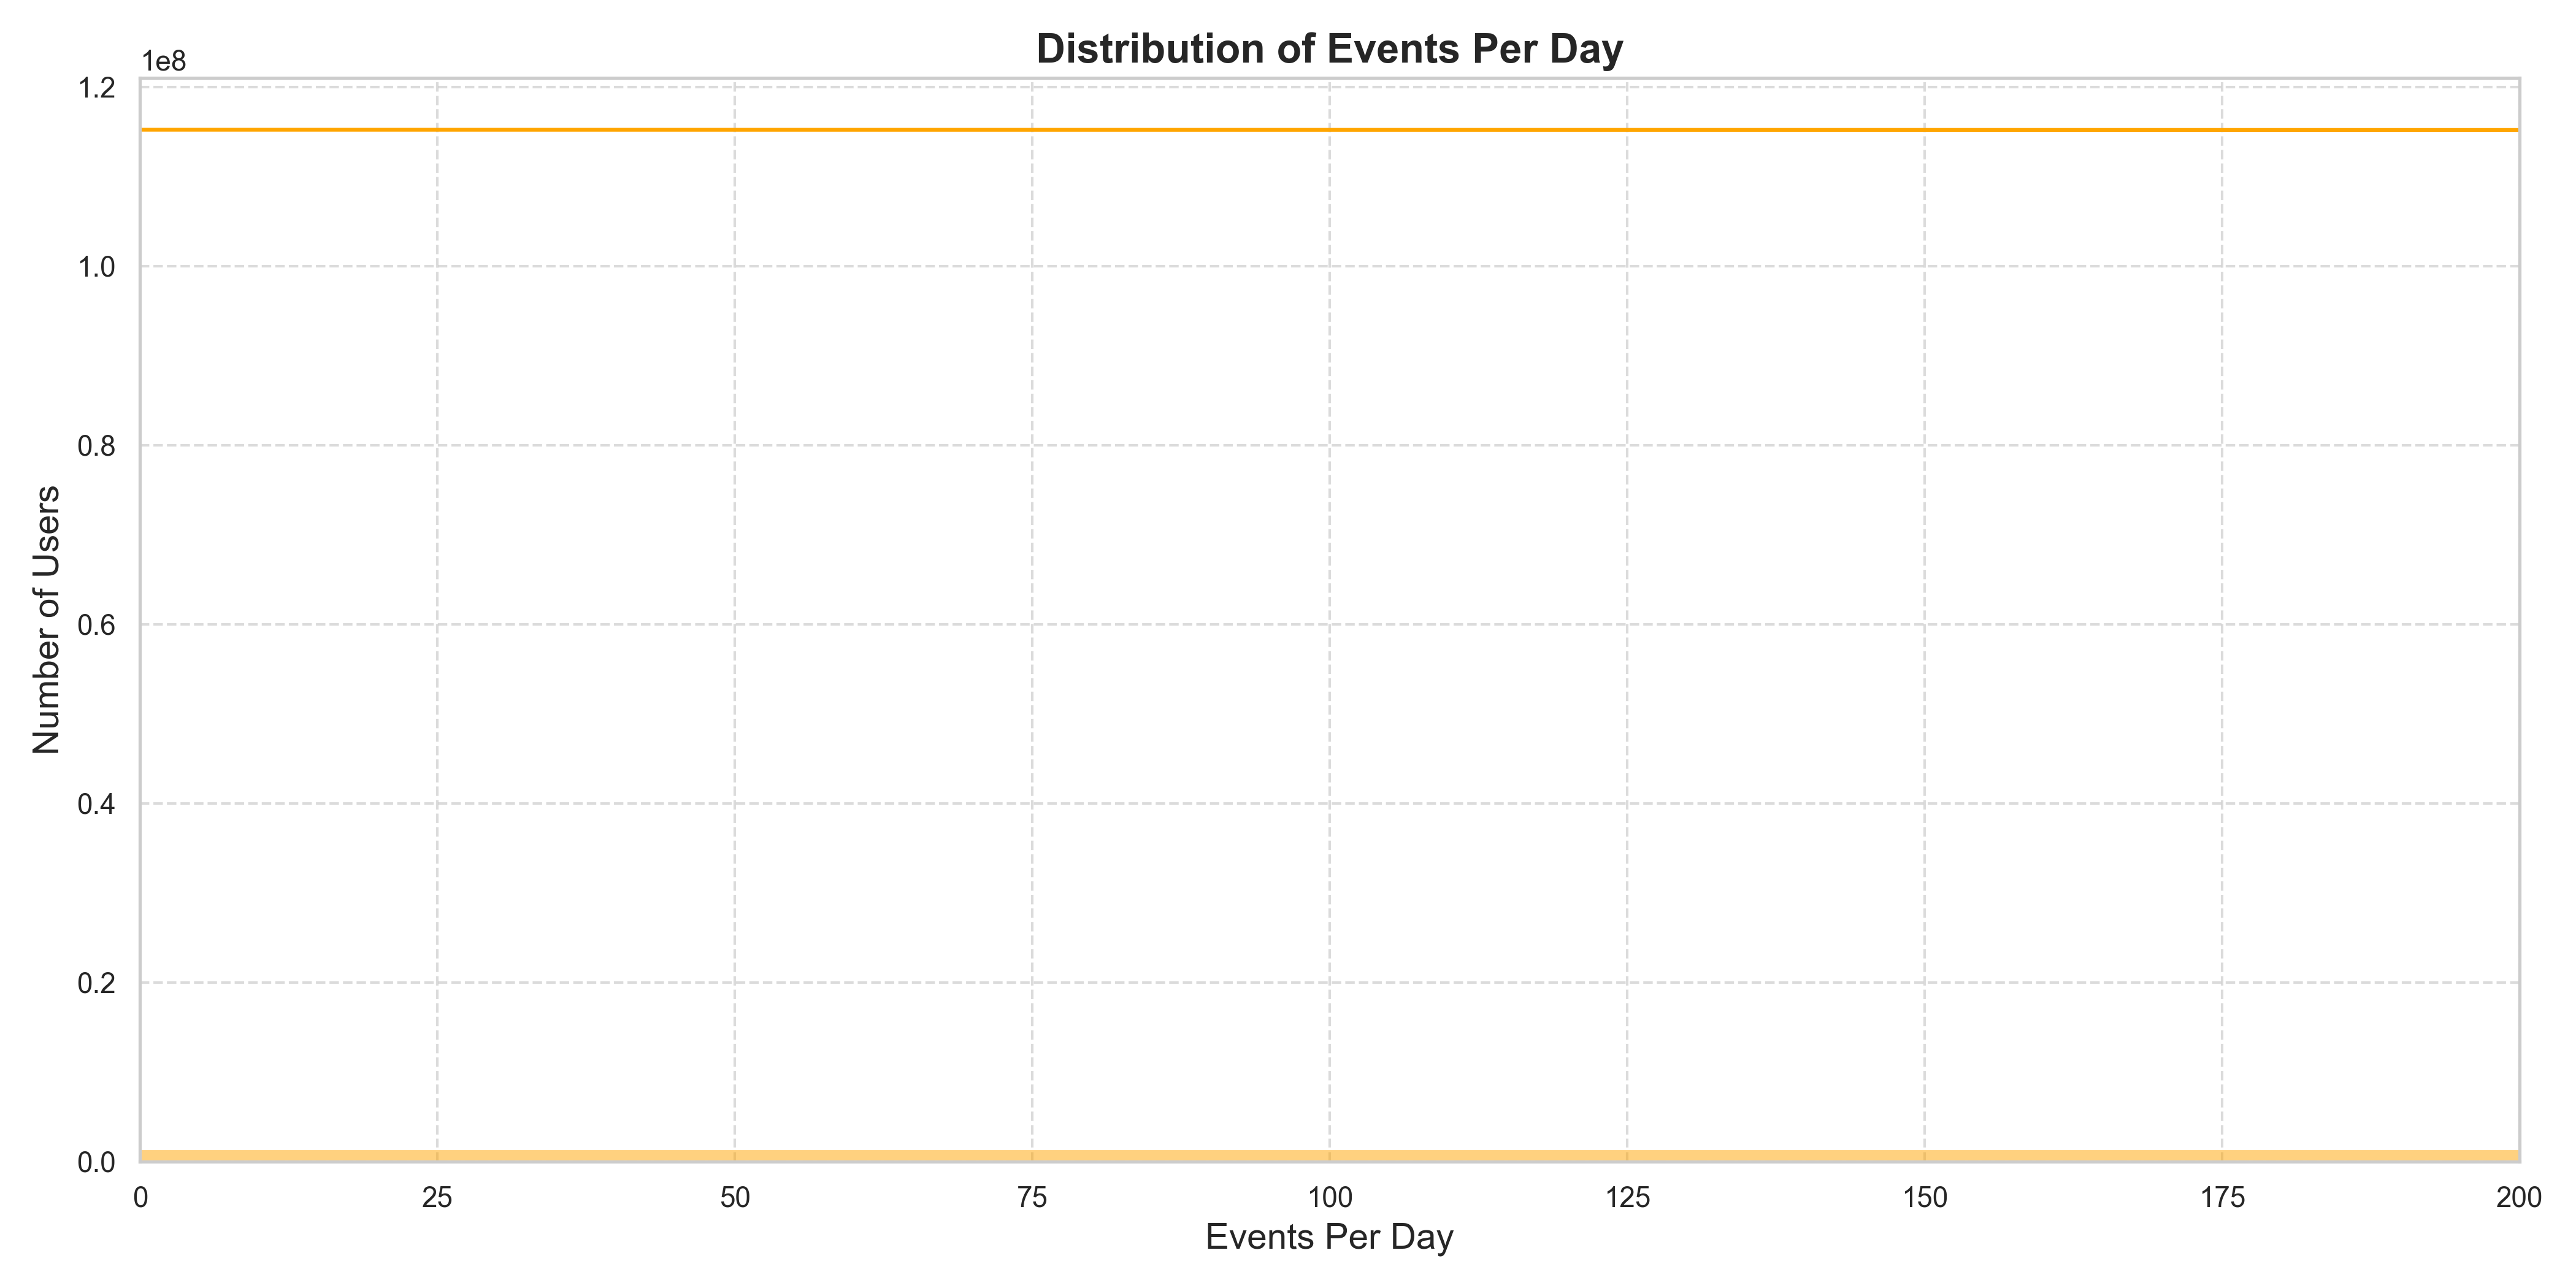 Distribution of Events Per Day
1e8
1.2
1.0
0.8
0.6
0.4
0.2
0.0
Number of Users
0 25 50 75 100 125 150 175 200
Events Per Day